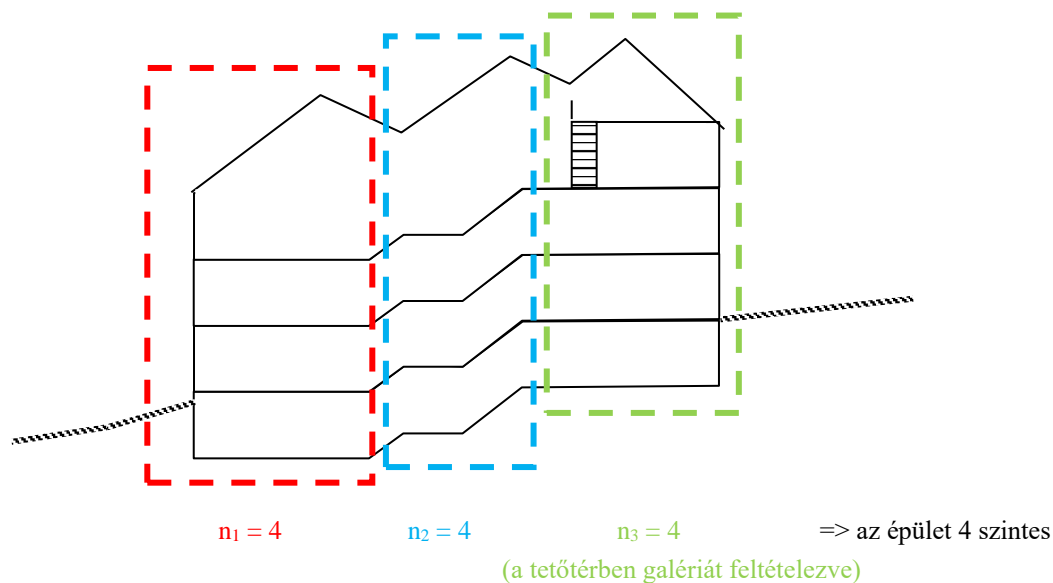 n₁ = 4 n₂ = 4 n₃ = 4 => az épület 4 szintes
(a tetőtérben galériát feltételezve)